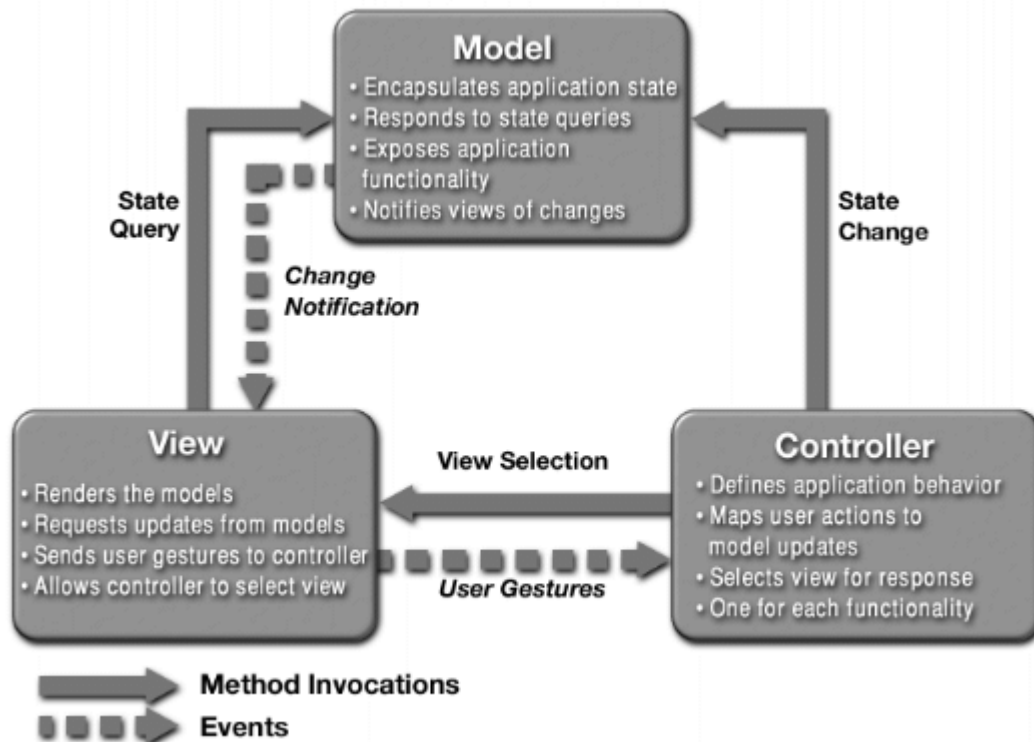 Model
• Encapsulates application state
• Responds to state queries
• Exposes application
functionality
• Notifies views of changes
State
Query
State
Change
Change
Notification
View
• Renders the models
• Requests updates from models
• Sends user gestures to controller
• Allows controller to select view
View Selection
User Gestures
Controller
• Defines application behavior
• Maps user actions to
model updates
• Selects view for response
• One for each functionality
Method Invocations
Events